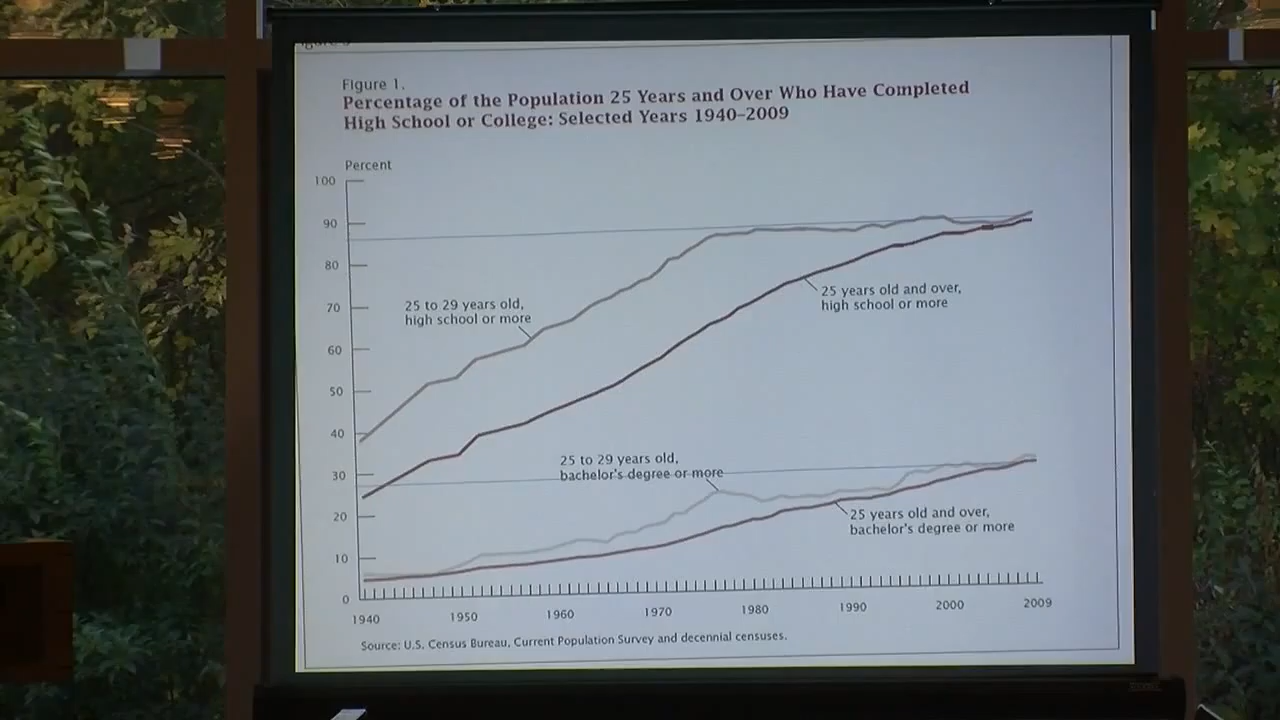 Figure 1.
Percentage of the Population 25 Years and Over Who Have Completed
High School or College: Selected Years 1940–2009
Percent
100
90
80
70
60
50
40
30
20
10
0
25 to 29 years old,
high school or more
25 years old and over,
high school or more
25 to 29 years old,
bachelor's degree or more
25 years old and over,
bachelor's degree or more
1940 1950 1960 1970 1980 1990 2000 2009
Source: U.S. Census Bureau, Current Population Survey and decennial censuses.